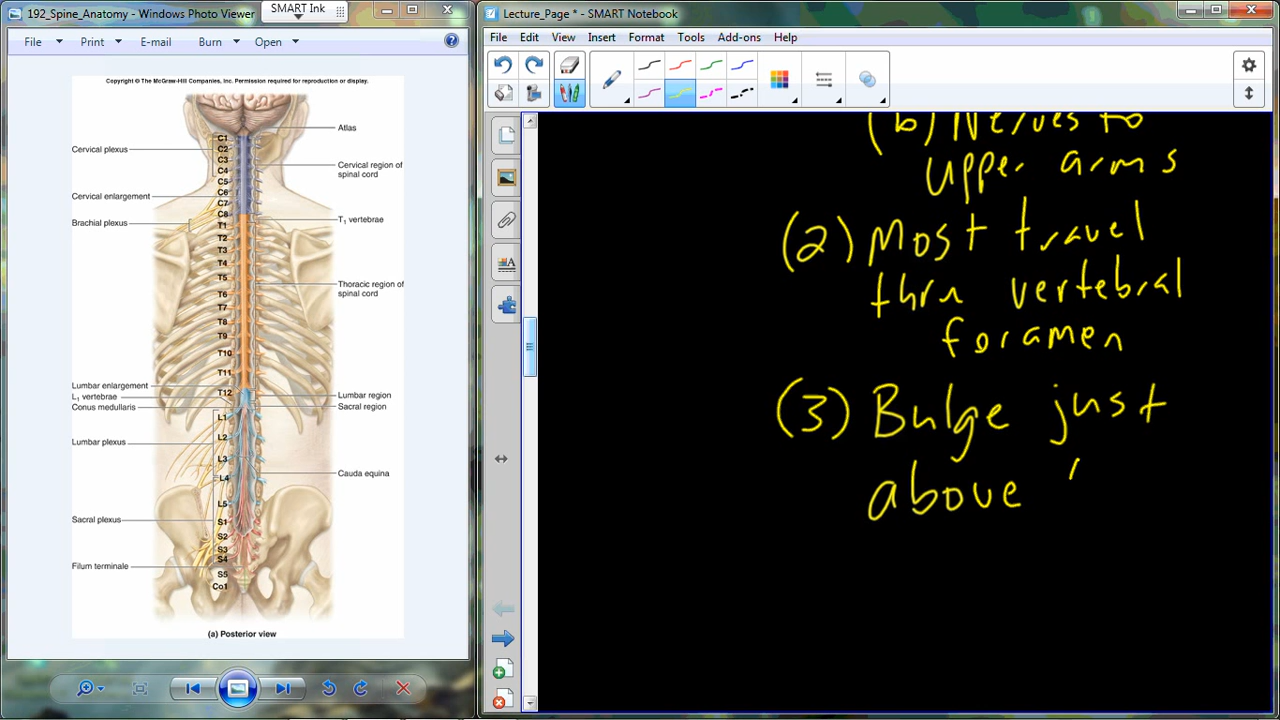 192_Spine_Anatomy - Windows Photo Viewer
SMART Ink
File Print E-mail Burn Open
Copyright © The McGraw-Hill Companies, Inc. Permission required for reproduction or display.
Atlas
C1
C2
Cervical plexus
C3
Cervical region of
spinal cord
C4
C5
C6
Cervical enlargement
C7
C8
Brachial plexus
T1
T1 vertebrae
T2
T3
T4
T5
Thoracic region of
spinal cord
T6
T7
T8
T9
T10
T11
Lumbar enlargement
T12
L1 vertebrae
Lumbar region
Conus medullaris
Sacral region
L1
L2
Lumbar plexus
L3
L4
Cauda equina
L5
Sacral plexus
S1
S2
S3
S4
Filum terminale
S5
Co1
(a) Posterior view
Lecture_Page * - SMART Notebook
File Edit View Insert Format Tools Add-ons Help
(b) Nerves to
upper arms
(2) Most travel
thru vertebral
foramen
(3) Bulge just
above